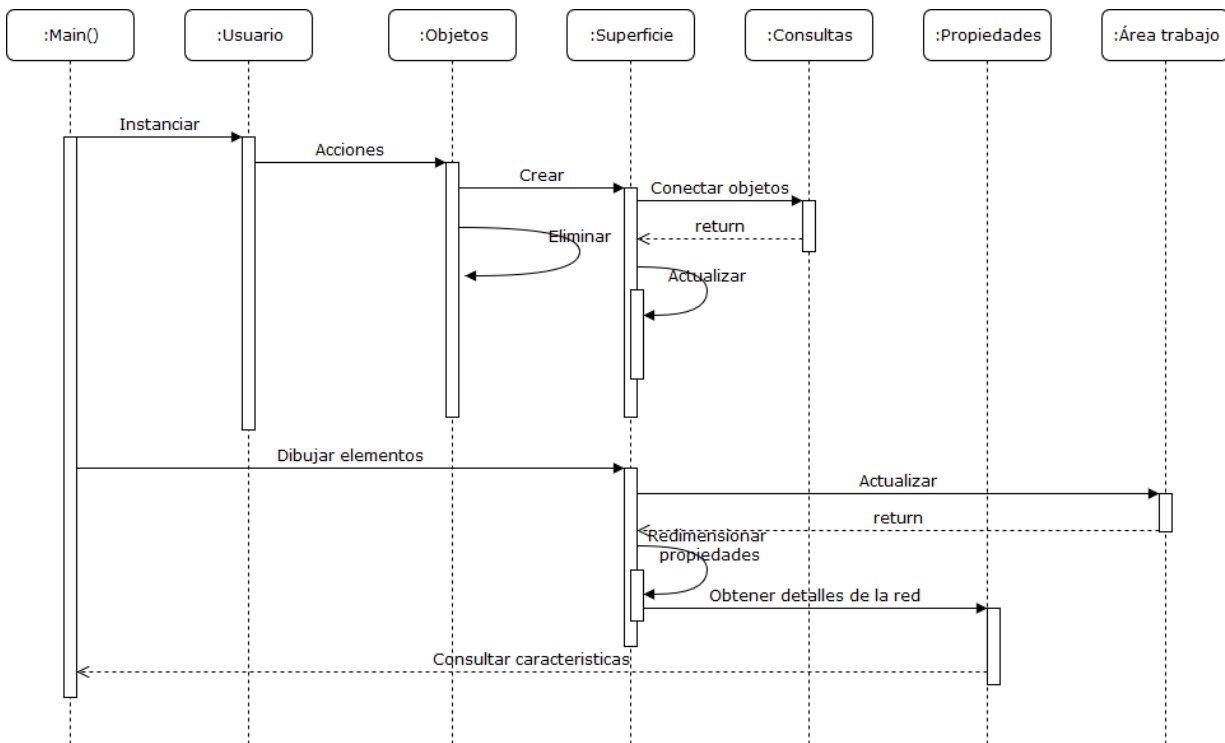 :Main()
:Usuario
:Objetos
:Superficie
:Consultas
:Propiedades
:Área trabajo
Instanciar
Acciones
Crear
Conectar objetos
return
Eliminar
Actualizar
Dibujar elementos
Actualizar
return
Redimensionar
propiedades
Obtener detalles de la red
Consultar caracteristicas